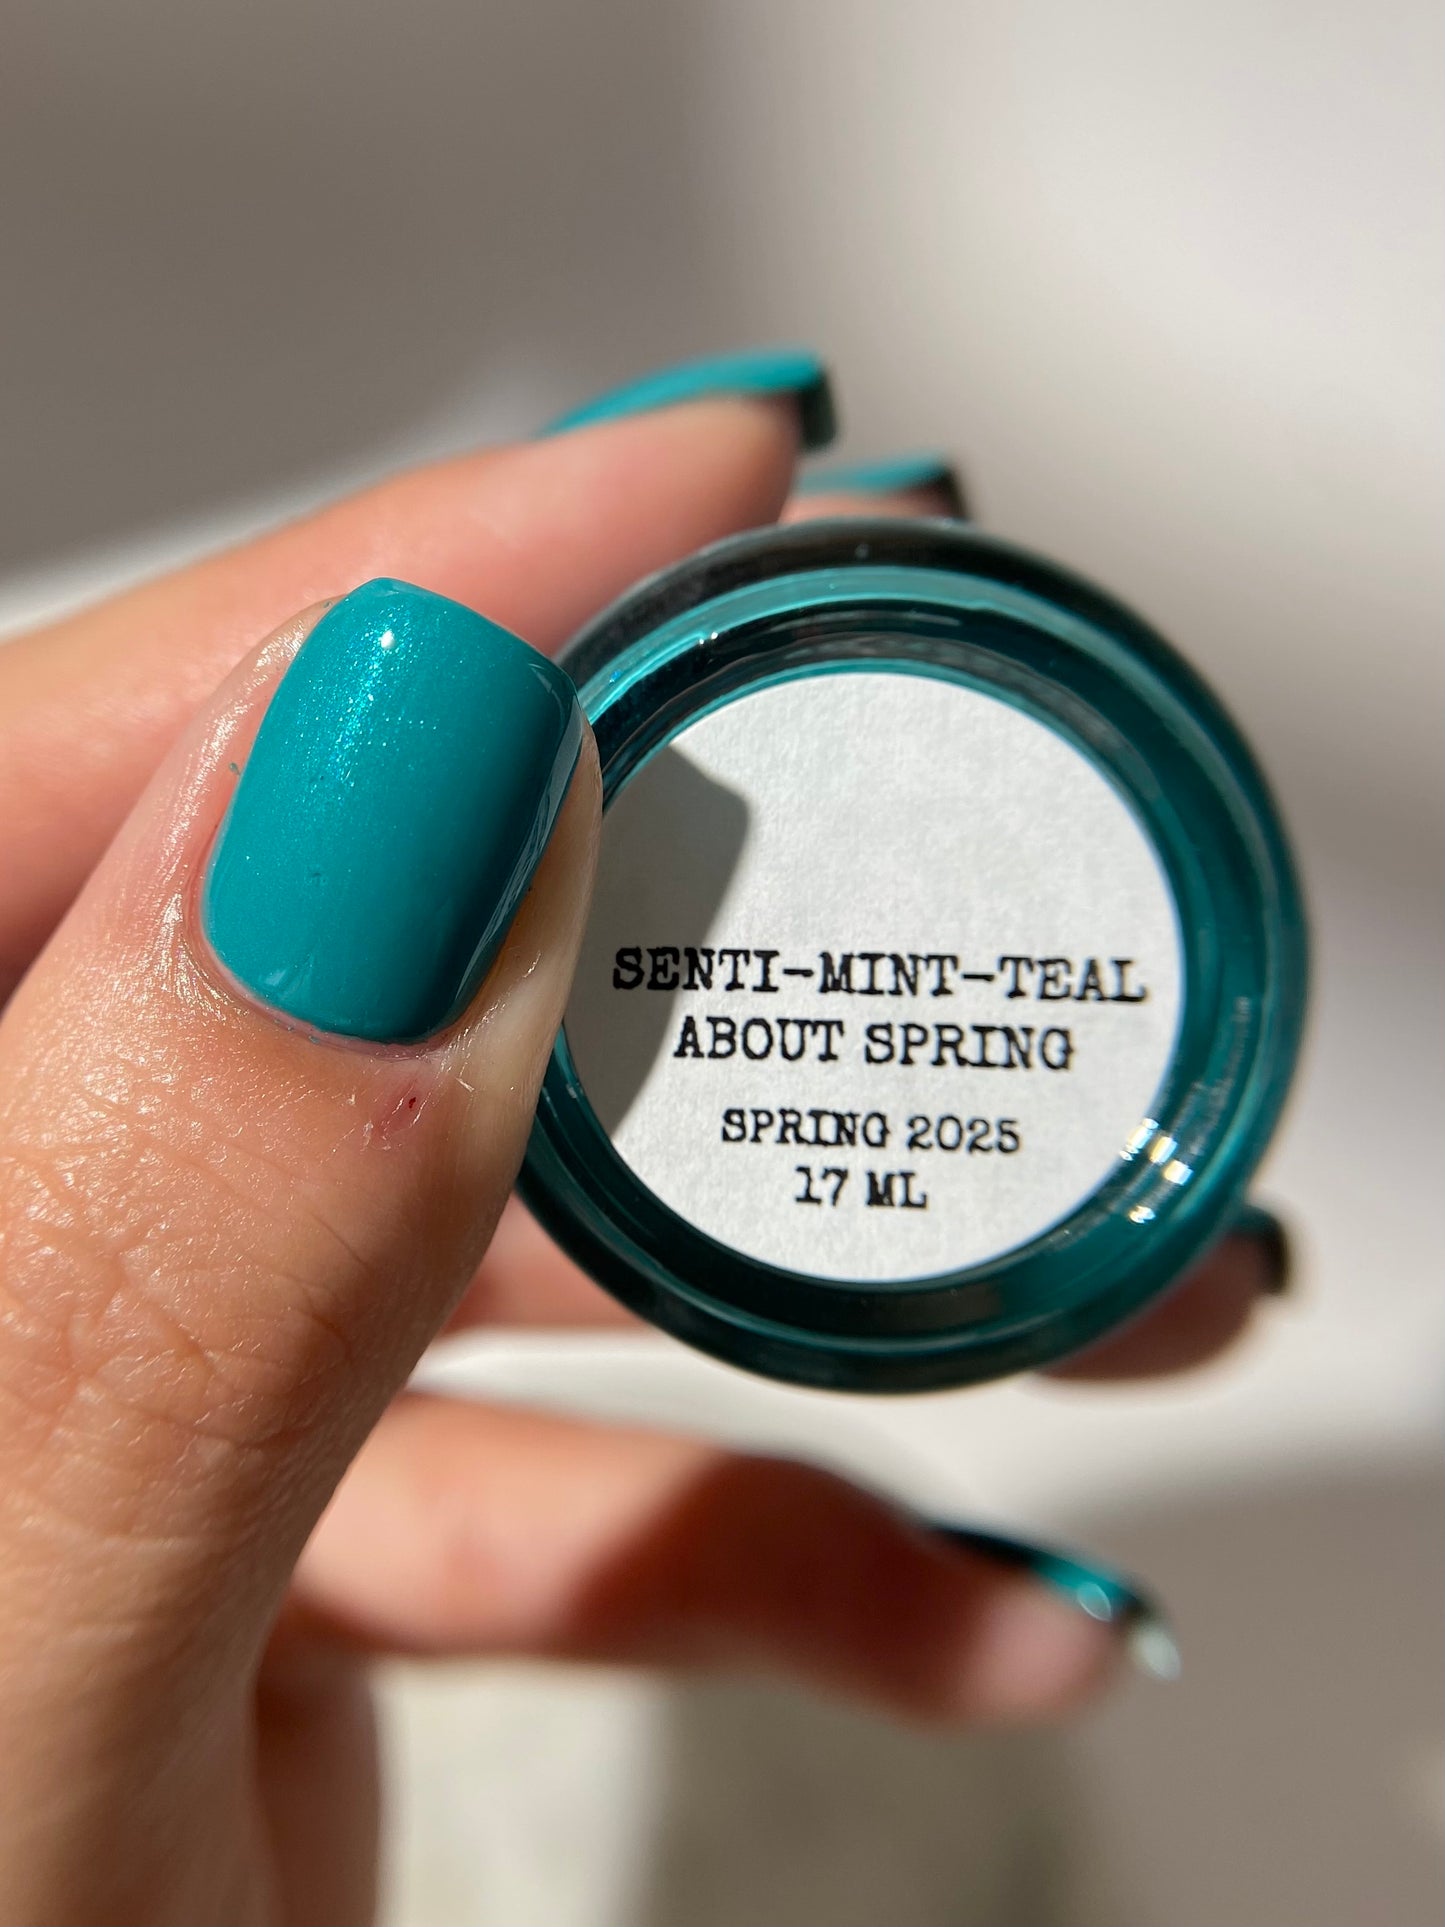 SENTI-MINT-TEAL
ABOUT SPRING
SPRING 2025
17 ML